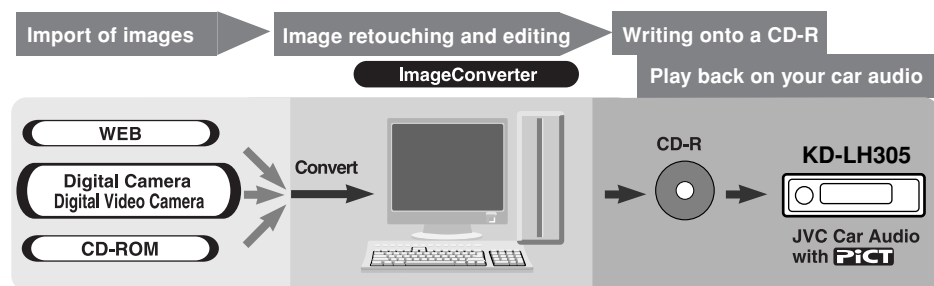 Import of images
Image retouching and editing
Writing onto a CD-R
ImageConverter
Play back on your car audio
WEB
Digital Camera
Digital Video Camera
CD-ROM
Convert
CD-R
KD-LH305
JVC Car Audio
with PiCT